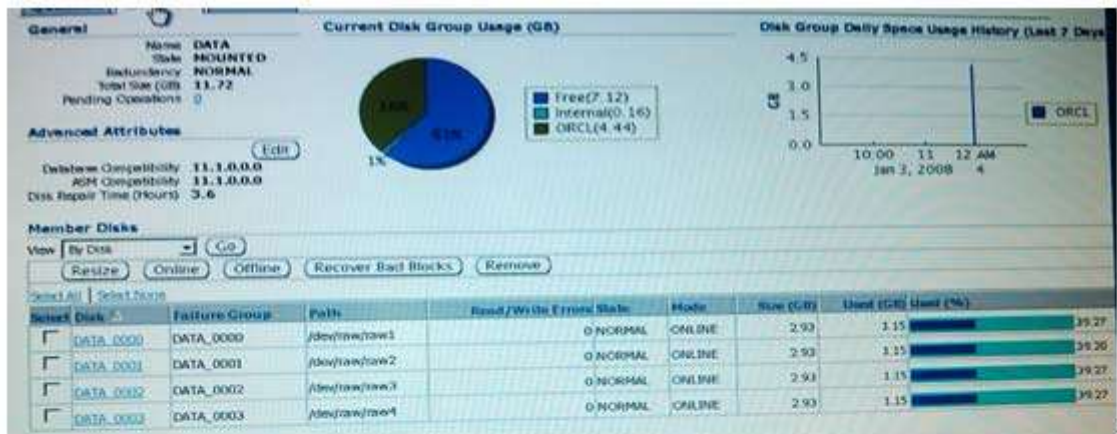 General
Name DATA
State MOUNTED
Redundancy NORMAL
Total Size (GB) 11.72
Pending Operations 0
Advanced Attributes
Edit
Database Compatibility 11.1.0.0.0
ASM Compatibility 11.1.0.0.0
Disk Repair Time (Hours) 3.6
Current Disk Group Usage (GB)
61%
1%
Free(7.12)
Internal(0.16)
ORCL(4.44)
Disk Group Daily Space Usage History (Last 7 Days
GB
4.5
3.0
1.5
0.0
10:00 11 12 AM
Jan 3, 2008 4
ORCL
Member Disks
View By Disk Go
Resize Online Offline Recover Bad Blocks Remove
Select All | Select None
Select Disk Failure Group Path Read/Write Errors State Mode Size (GB) Used (GB) Used (%)
DATA_0000 DATA_0000 /dev/raw/raw1 0 NORMAL ONLINE 2.93 1.15 39.27
DATA_0001 DATA_0001 /dev/raw/raw2 0 NORMAL ONLINE 2.93 1.15
DATA_0002 DATA_0002 /dev/raw/raw3 0 NORMAL ONLINE 2.93 1.15 39.27
DATA_0003 DATA_0003 /dev/raw/raw4 0 NORMAL ONLINE 2.93 1.15 39.27